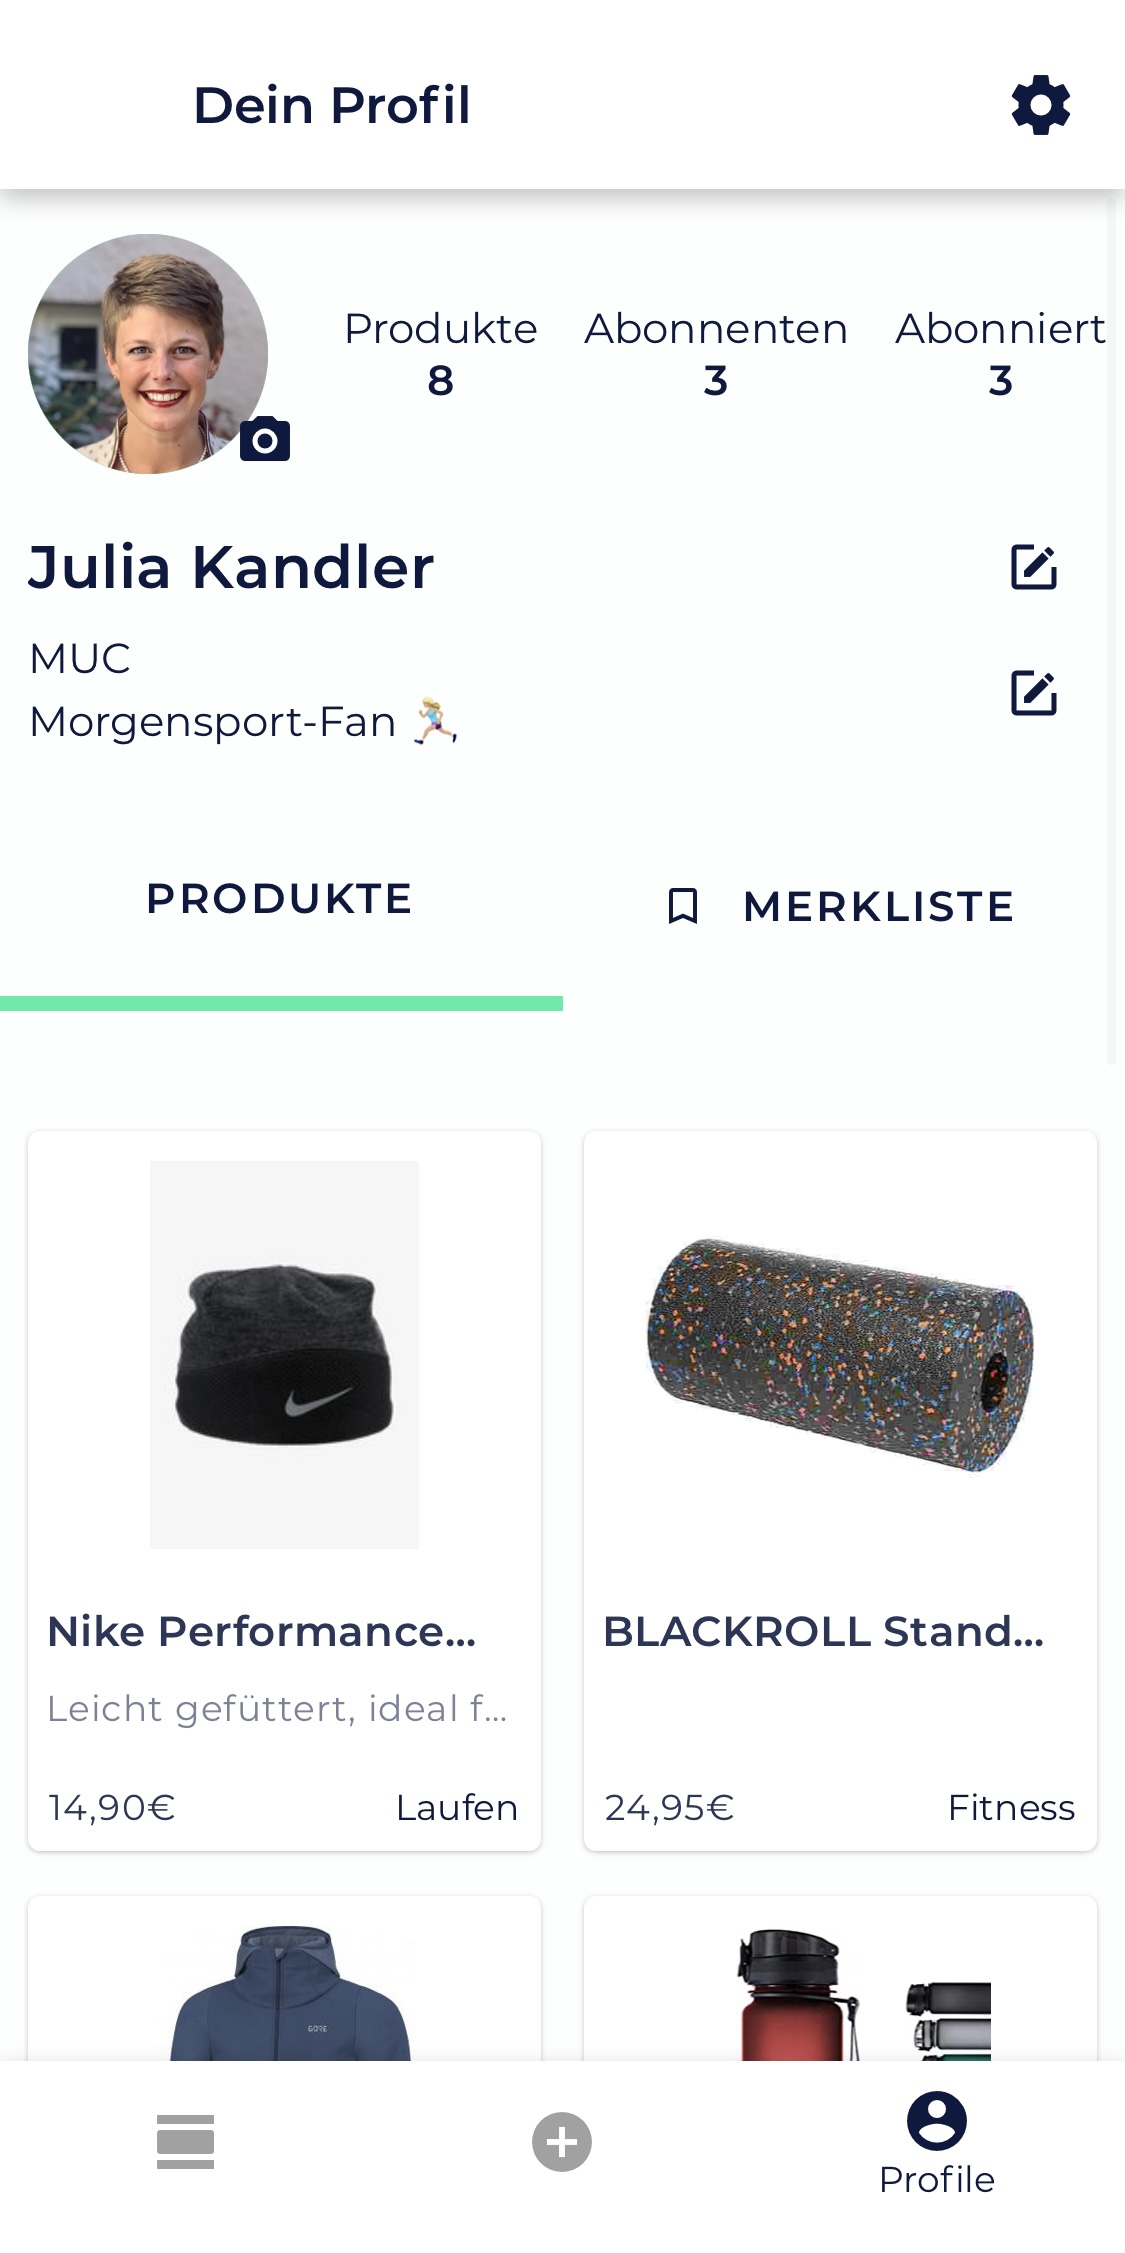 Dein Profil
Produkte Abonnenten Abonniert
8 3 3
Julia Kandler
MUC
Morgensport-Fan 🏃🏼‍♀️
PRODUKTE MERKLISTE
Nike Performance...
Leicht gefüttert, ideal f...
14,90€ Laufen
BLACKROLL Stand...
24,95€ Fitness
GORE
Profile